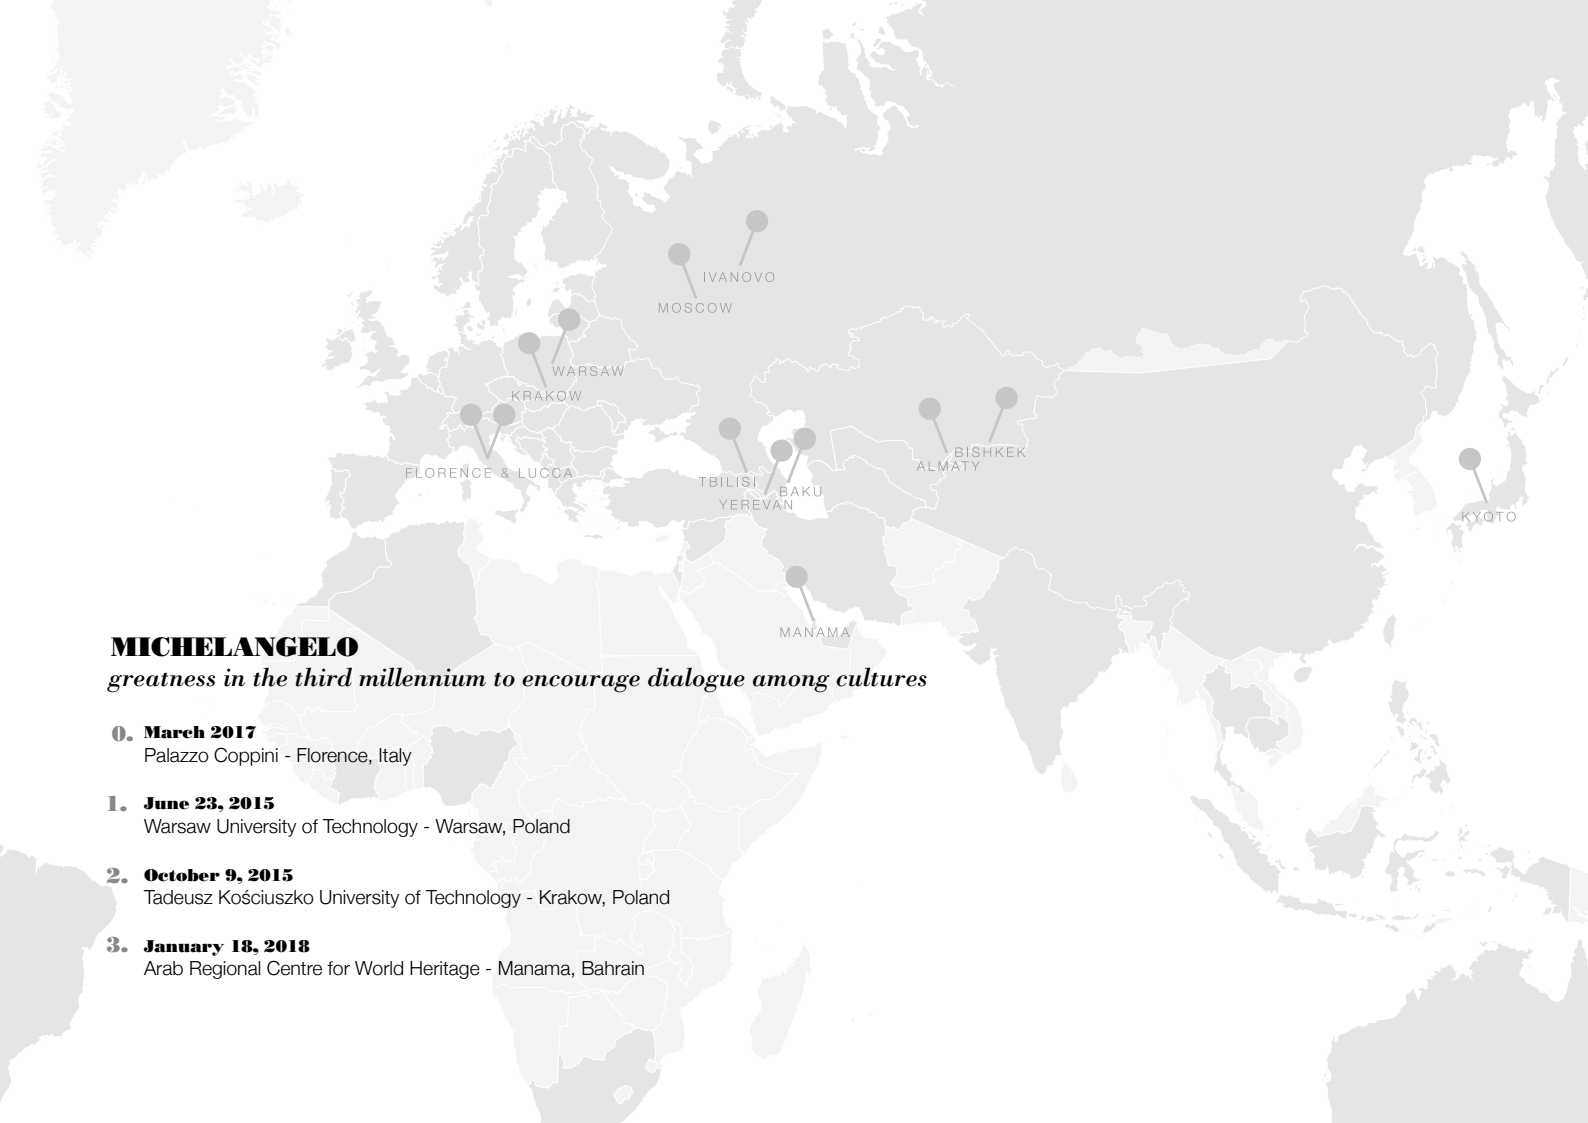 IVANOVO
MOSCOW
WARSAW
KRAKOW
FLORENCE & LUCCA
BISHKEK
ALMATY
TBILISI
BAKU
YEREVAN
KYOTO
MANAMA
MICHELANGELO
greatness in the third millennium to encourage dialogue among cultures
0. March 2017
Palazzo Coppini - Florence, Italy
1. June 23, 2015
Warsaw University of Technology - Warsaw, Poland
2. October 9, 2015
Tadeusz Kościuszko University of Technology - Krakow, Poland
3. January 18, 2018
Arab Regional Centre for World Heritage - Manama, Bahrain